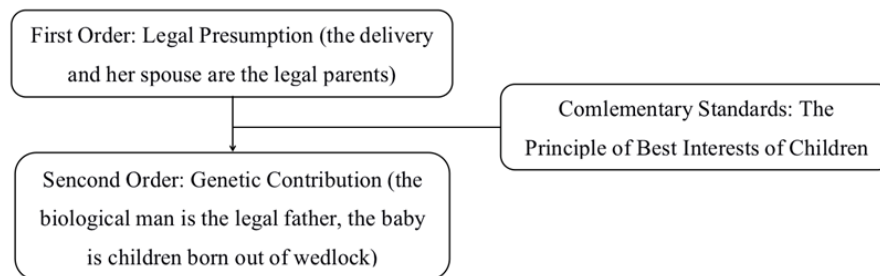 First Order: Legal Presumption (the delivery
and her spouse are the legal parents)
Comlementary Standards: The
Principle of Best Interests of Children
Sencond Order: Genetic Contribution (the
biological man is the legal father, the baby
is children born out of wedlock)